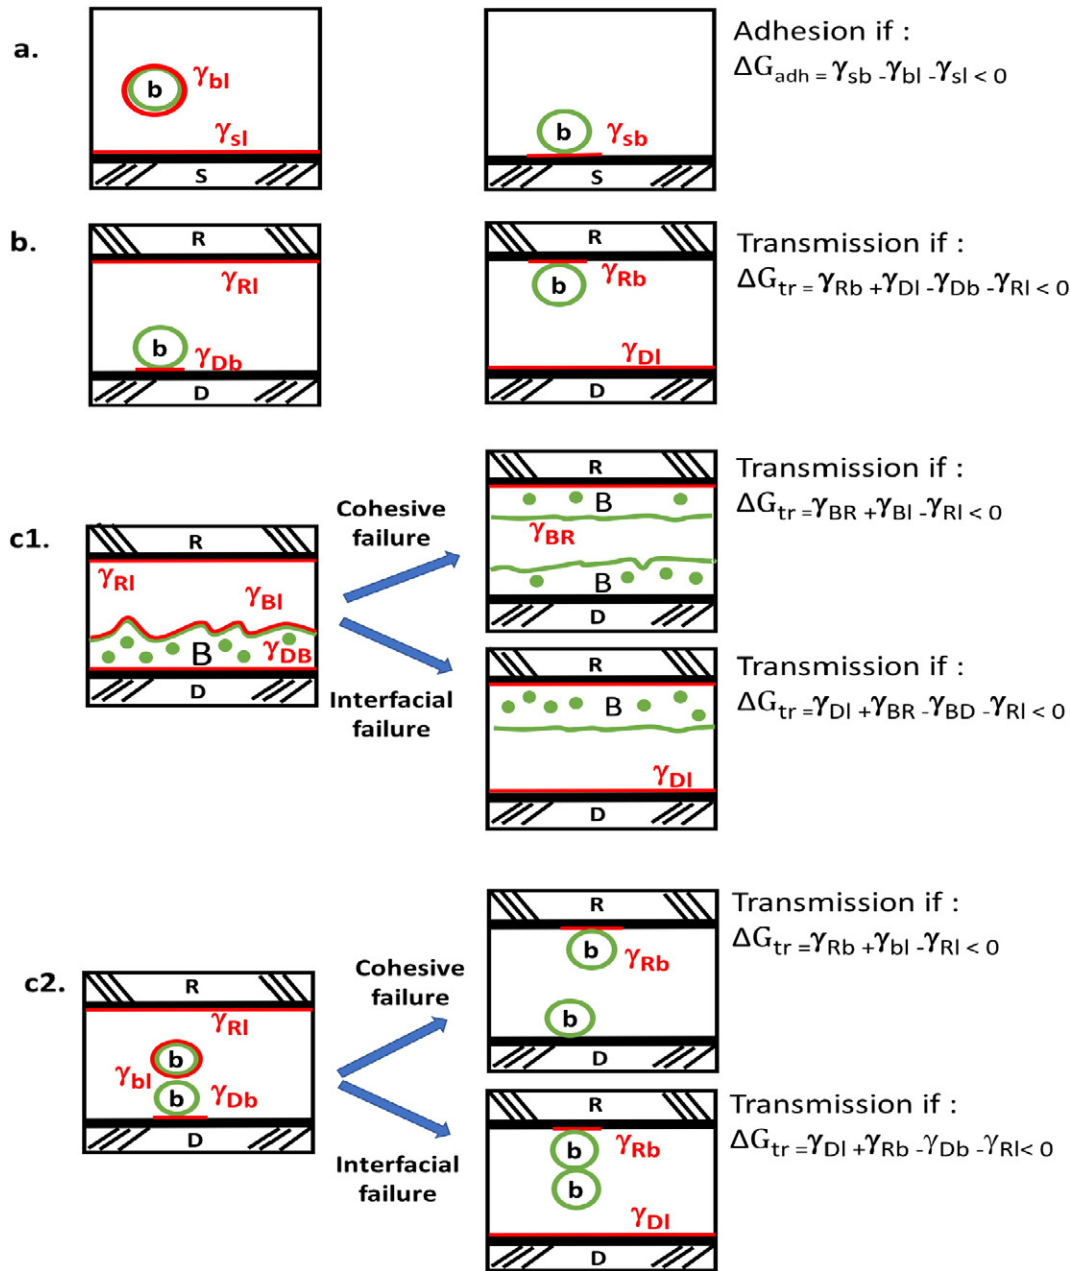 a.
b
γbl
γsl
S
b
γsb
S
Adhesion if :
ΔGadh = γsb -γbl -γsl < 0
b.
R
γRl
b
γDb
D
R
γRb
b
γDl
D
Transmission if :
ΔGtr = γRb +γDl -γDb -γRl < 0
c1.
R
γRl
γBl
B
γDB
D
Cohesive
failure
Interfacial
failure
R
B
γBR
B
D
Transmission if :
ΔGtr =γBR +γBl -γRl < 0
R
B
γDl
D
Transmission if :
ΔGtr =γDl +γBR -γBD -γRl < 0
c2.
R
γRl
b
γbl
b
γDb
D
Cohesive
failure
Interfacial
failure
R
b
γRb
b
D
Transmission if :
ΔGtr =γRb +γbl -γRl < 0
R
b
γRb
b
γDl
D
Transmission if :
ΔGtr =γDl +γRb -γDb -γRl< 0